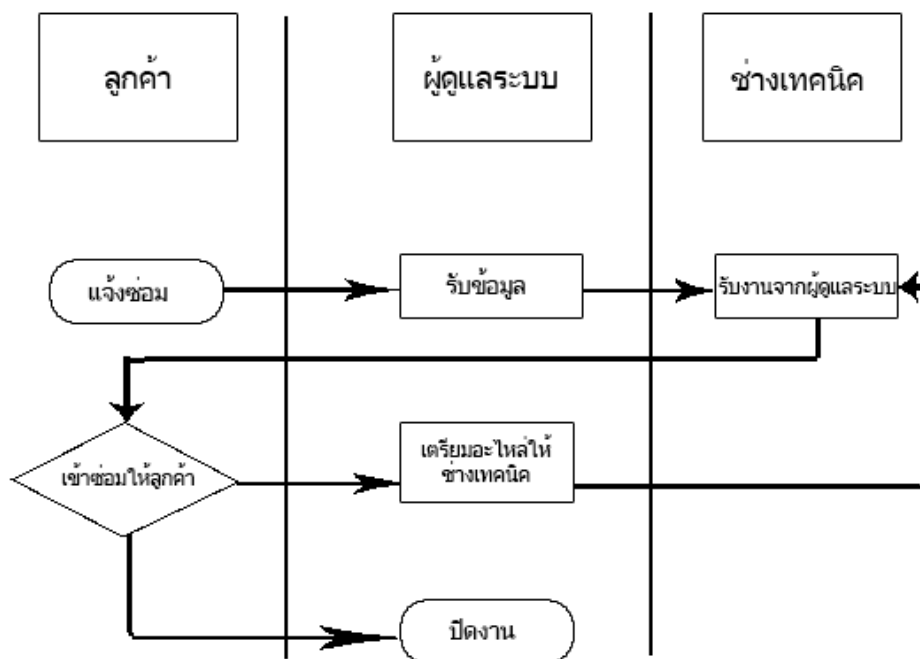 ลูกค้า
ผู้ดูแลระบบ
ช่างเทคนิค
แจ้งซ่อม
รับข้อมูล
รับงานจากผู้ดูแลระบบ
เข้าซ่อมให้ลูกค้า
เตรียมอะไหล่ให้
ช่างเทคนิค
ปิดงาน